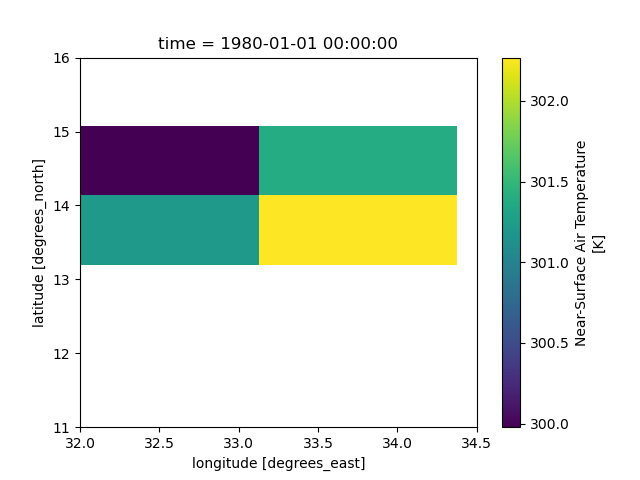 time = 1980-01-01 00:00:00
16
15
14
13
12
11
latitude [degrees_north]
32.0 32.5 33.0 33.5 34.0 34.5
longitude [degrees_east]
302.0
301.5
301.0
300.5
300.0
Near-Surface Air Temperature
[K]